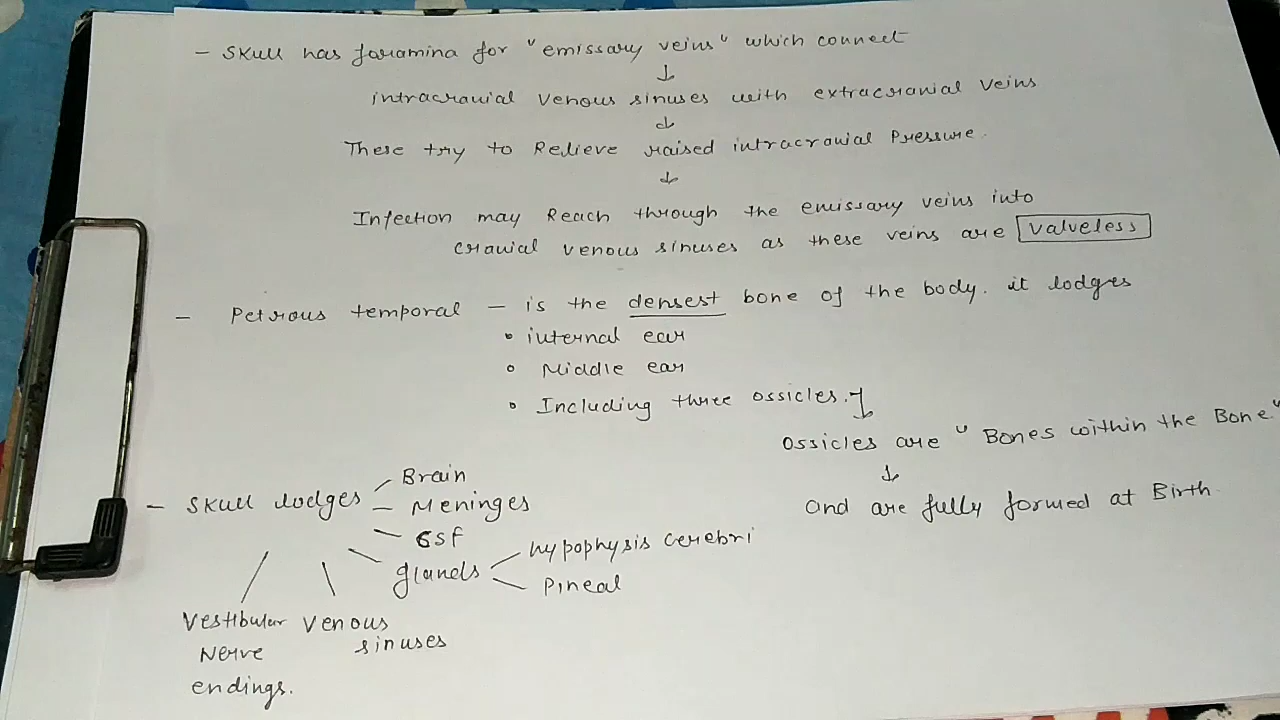 - Skull has foramina for "emissary veins" which connect
↓
intracranial venous sinuses with extracranial veins
↓
These try to Relieve raised intracranial Pressure.
↓
Infection may Reach through the emissary veins into
cranial venous sinuses as these veins are valveless
- Petrous temporal - is the densest bone of the body. it lodges
• internal ear
• Middle ear
• Including three ossicles.
↓
Ossicles are "Bones within the Bone"
↓
and are fully formed at Birth
- Skull lodges
Brain
Meninges
CSF
glands
hypophysis cerebri
Pineal
Venous
sinuses
Vestibular
Nerve
endings.